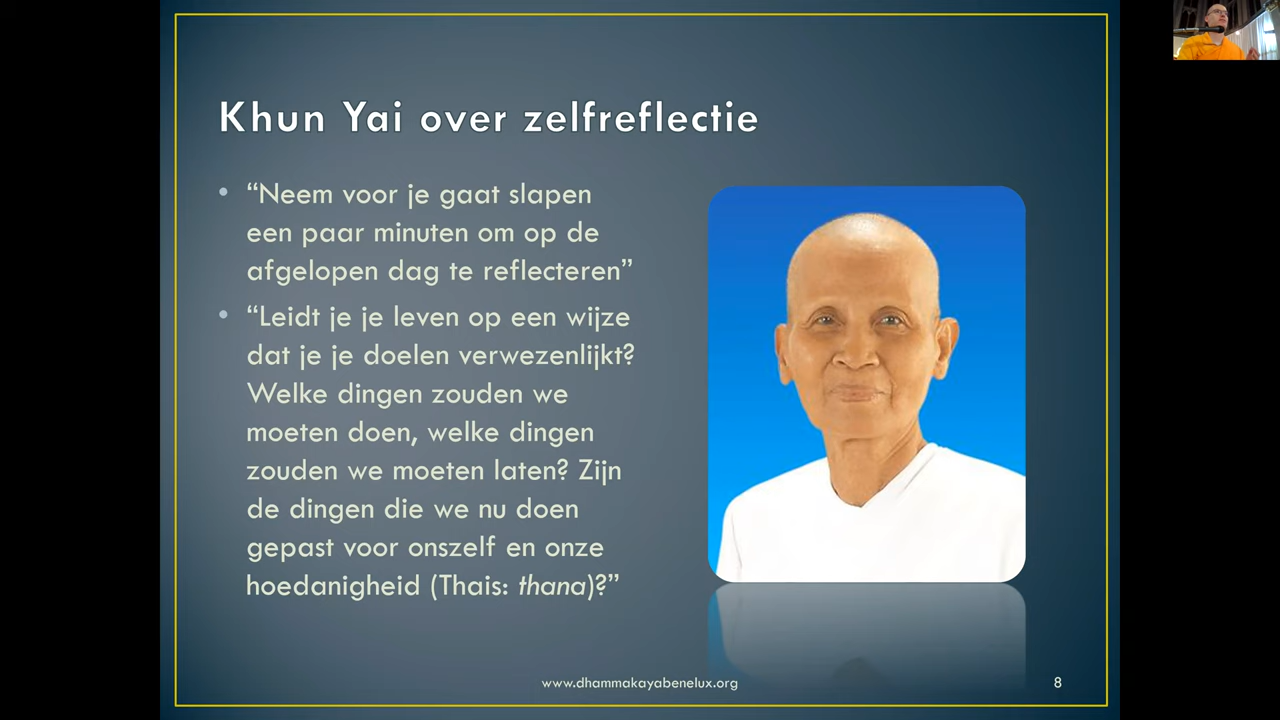 Khun Yai over zelfreflectie
• “Neem voor je gaat slapen
een paar minuten om op de
afgelopen dag te reflecteren”
• “Leidt je je leven op een wijze
dat je je doelen verwezenlijkt?
Welke dingen zouden we
moeten doen, welke dingen
zouden we moeten laten? Zijn
de dingen die we nu doen
gepast voor onszelf en onze
hoedanigheid (Thais: thana)?”
www.dhammakayabenelux.org
8